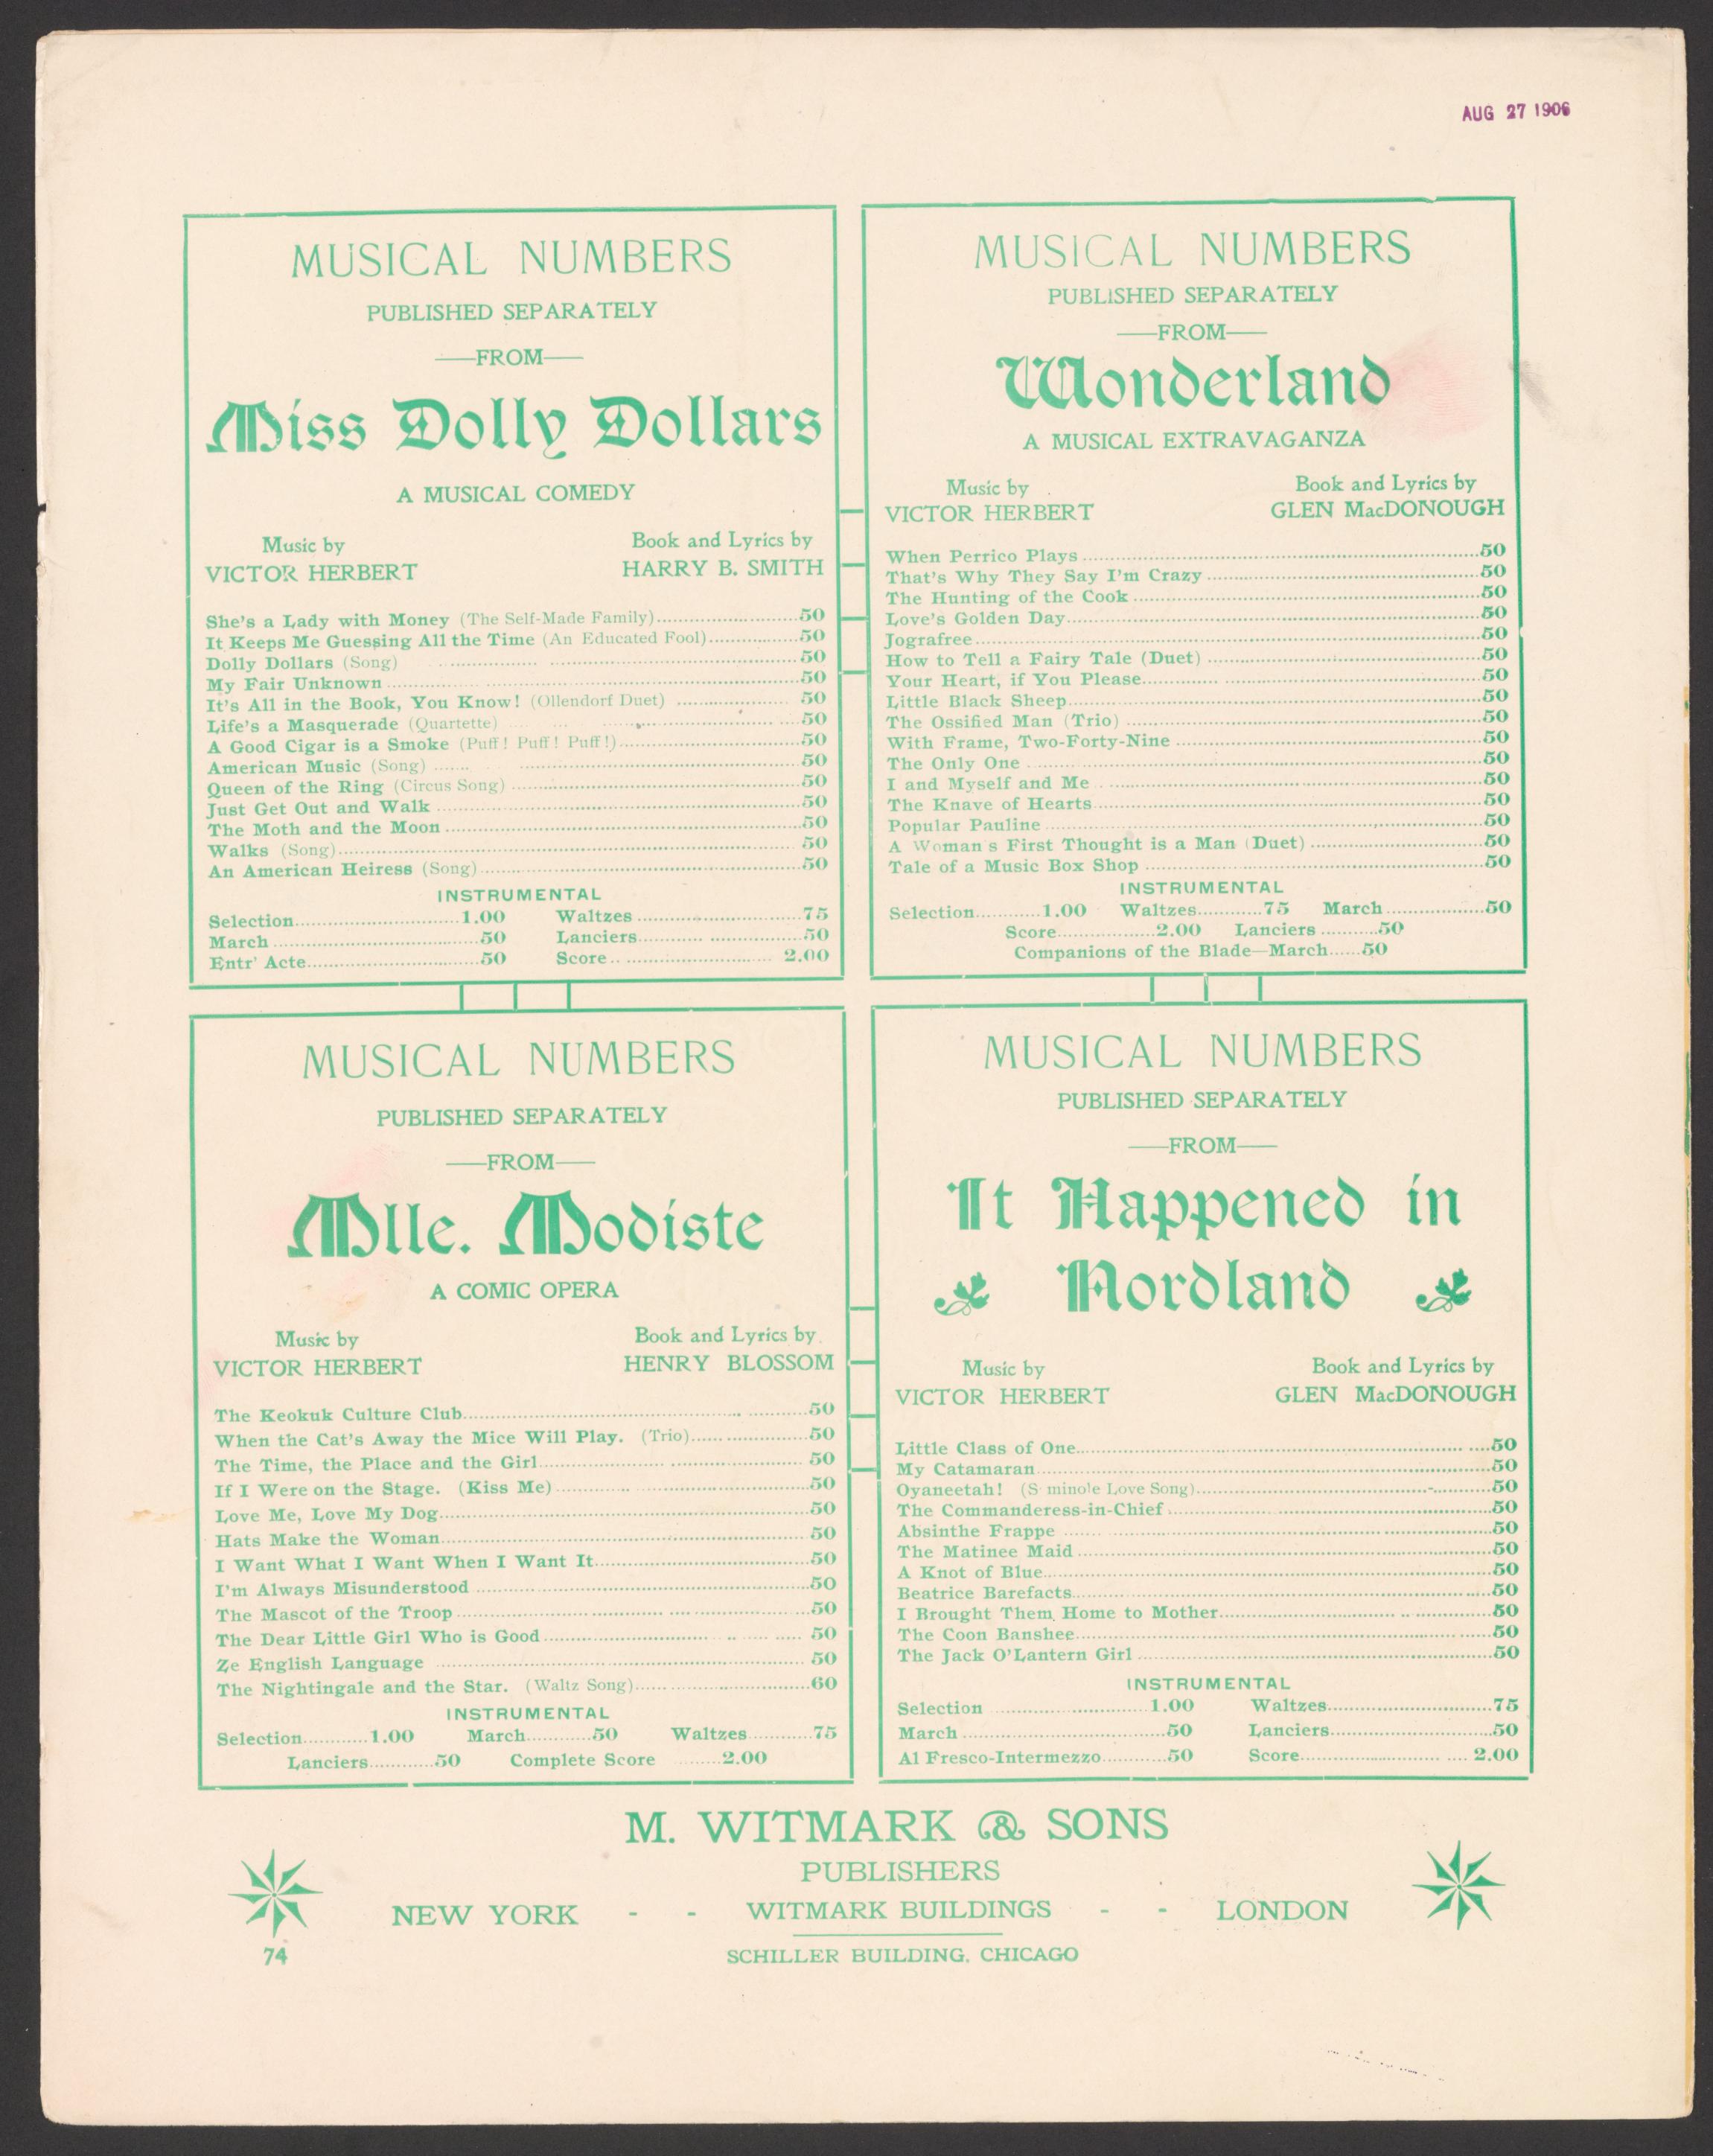 AUG 27 1906
MUSICAL NUMBERS
PUBLISHED SEPARATELY
—FROM—
Miss Dolly Dollars
A MUSICAL COMEDY
Music by Book and Lyrics by
VICTOR HERBERT HARRY B. SMITH
She's a Lady with Money (The Self-Made Family) 50
It Keeps Me Guessing All the Time (An Educated Fool) 50
Dolly Dollars (Song) 50
My Fair Unknown 50
It's All in the Book, You Know! (Ollendorf Duet) 50
Life's a Masquerade (Quartette) 50
A Good Cigar is a Smoke (Puff! Puff! Puff!) 50
American Music (Song) 50
Queen of the Ring (Circus Song) 50
Just Get Out and Walk 50
The Moth and the Moon 50
Walks (Song) 50
An American Heiress (Song) 50
INSTRUMENTAL
Selection 1.00 Waltzes 75
March 50 Lanciers 50
Entr' Acte 50 Score 2.00
MUSICAL NUMBERS
PUBLISHED SEPARATELY
—FROM—
Wonderland
A MUSICAL EXTRAVAGANZA
Music by Book and Lyrics by
VICTOR HERBERT GLEN MacDONOUGH
When Perrico Plays 50
That's Why They Say I'm Crazy 50
The Hunting of the Cook 50
Love's Golden Day 50
Jografree 50
How to Tell a Fairy Tale (Duet) 50
Your Heart, if You Please 50
Little Black Sheep 50
The Ossified Man (Trio) 50
With Frame, Two-Forty-Nine 50
The Only One 50
I and Myself and Me 50
The Knave of Hearts 50
Popular Pauline 50
A Woman s First Thought is a Man (Duet) 50
Tale of a Music Box Shop 50
INSTRUMENTAL
Selection 1.00 Waltzes 75 March 50
Score 2.00 Lanciers 50
Companions of the Blade—March 50
MUSICAL NUMBERS
PUBLISHED SEPARATELY
—FROM—
Mlle. Modiste
A COMIC OPERA
Music by Book and Lyrics by
VICTOR HERBERT HENRY BLOSSOM
The Keokuk Culture Club 50
When the Cat's Away the Mice Will Play. (Trio) 50
The Time, the Place and the Girl 50
If I Were on the Stage. (Kiss Me) 50
Love Me, Love My Dog 50
Hats Make the Woman 50
I Want What I Want When I Want It 50
I'm Always Misunderstood 50
The Mascot of the Troop 50
The Dear Little Girl Who is Good 50
Ze English Language 50
The Nightingale and the Star. (Waltz Song) 60
INSTRUMENTAL
Selection 1.00 March 50 Waltzes 75
Lanciers 50 Complete Score 2.00
MUSICAL NUMBERS
PUBLISHED SEPARATELY
—FROM—
It Happened in
Nordland
Music by Book and Lyrics by
VICTOR HERBERT GLEN MacDONOUGH
Little Class of One 50
My Catamaran 50
Oyaneetah! (S minole Love Song) 50
The Commanderess-in-Chief 50
Absinthe Frappe 50
The Matinee Maid 50
A Knot of Blue 50
Beatrice Barefacts 50
I Brought Them Home to Mother 50
The Coon Banshee 50
The Jack O'Lantern Girl 50
INSTRUMENTAL
Selection 1.00 Waltzes 75
March 50 Lanciers 50
Al Fresco-Intermezzo 50 Score 2.00
M. WITMARK & SONS
PUBLISHERS
NEW YORK - - WITMARK BUILDINGS - - LONDON
74 SCHILLER BUILDING, CHICAGO